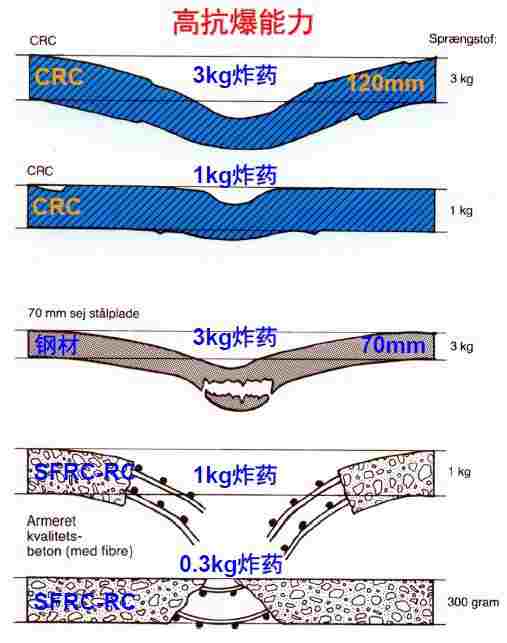 高抗爆能力
CRC
Sprængstof:
CRC
3kg炸药
120mm
3 kg
CRC
1kg炸药
CRC
1 kg
70 mm sej stålplade
钢材
3kg炸药
70mm
3 kg
SFRC-RC
1kg炸药
1 kg
Armeret
kvalitets-
beton (med fibre)
0.3kg炸药
SFRC-RC
300 gram